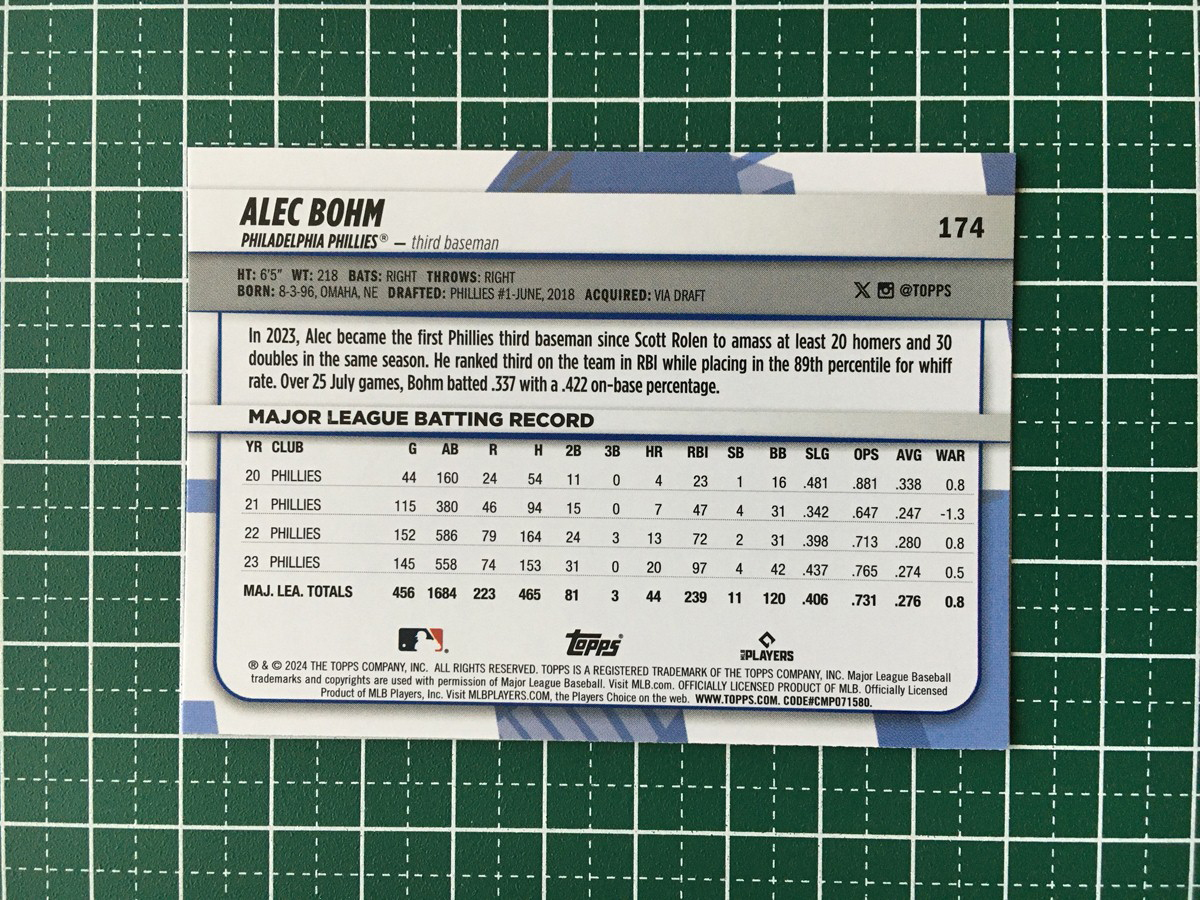 ALEC BOHM
174
PHILADELPHIA PHILLIES® — third baseman
HT: 6'5" WT: 218 BATS: RIGHT THROWS: RIGHT
BORN: 8-3-96, OMAHA, NE DRAFTED: PHILLIES #1-JUNE, 2018 ACQUIRED: VIA DRAFT
@TOPPS
In 2023, Alec became the first Phillies third baseman since Scott Rolen to amass at least 20 homers and 30
doubles in the same season. He ranked third on the team in RBI while placing in the 89th percentile for whiff
rate. Over 25 July games, Bohm batted .337 with a .422 on-base percentage.
MAJOR LEAGUE BATTING RECORD
YR CLUB G AB R H 2B 3B HR RBI SB BB SLG OPS AVG WAR
20 PHILLIES 44 160 24 54 11 0 4 23 1 16 .481 .881 .338 0.8
21 PHILLIES 115 380 46 94 15 0 7 47 4 31 .342 .647 .247 -1.3
22 PHILLIES 152 586 79 164 24 3 13 72 2 31 .398 .713 .280 0.8
23 PHILLIES 145 558 74 153 31 0 20 97 4 42 .437 .765 .274 0.5
MAJ. LEA. TOTALS 456 1684 223 465 81 3 44 239 11 120 .406 .731 .276 0.8
topps®
PLAYERS
® & © 2024 THE TOPPS COMPANY, INC. ALL RIGHTS RESERVED. TOPPS IS A REGISTERED TRADEMARK OF THE TOPPS COMPANY, INC. Major League Baseball
trademarks and copyrights are used with permission of Major League Baseball. Visit MLB.com. OFFICIALLY LICENSED PRODUCT OF MLB. Officially Licensed
Product of MLB Players, Inc. Visit MLBPLAYERS.COM, the Players Choice on the web. WWW.TOPPS.COM. CODE#CMP071580.